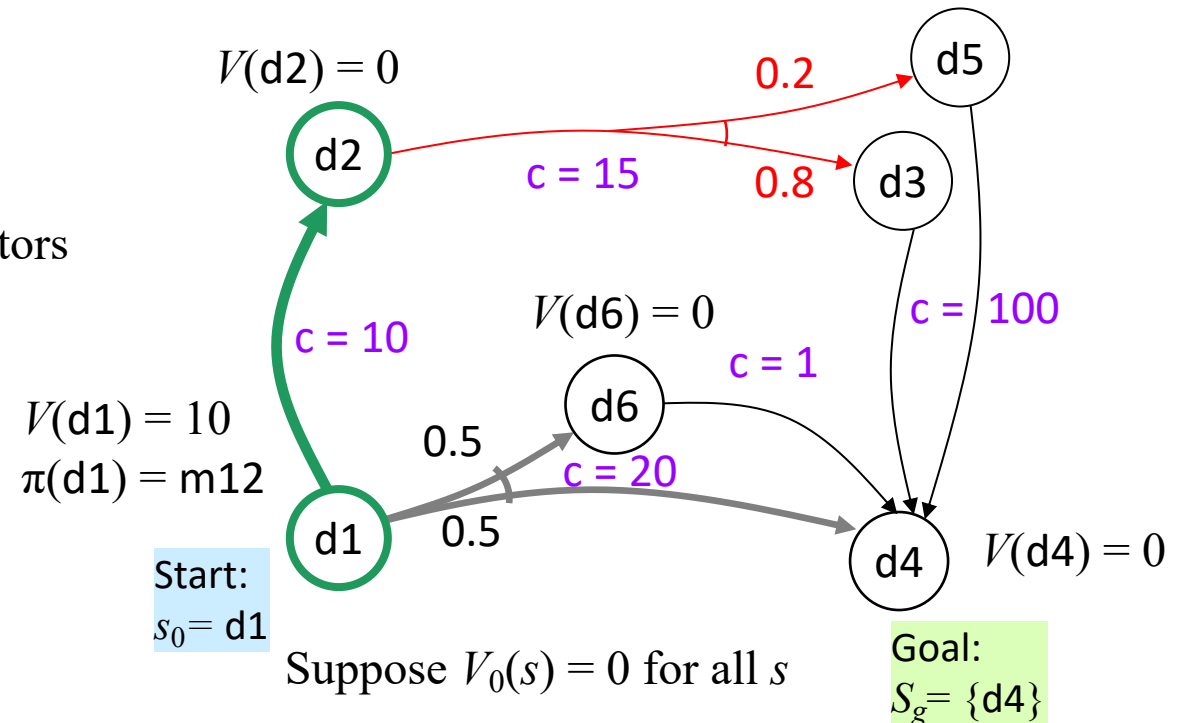 V(d2) = 0
d5
0.2
d2
c = 15
0.8
d3
tors
V(d6) = 0
c = 10
c = 100
c = 1
V(d1) = 10
π(d1) = m12
0.5
d6
c = 20
0.5
d1
d4
V(d4) = 0
Start:
s₀= d1
Suppose V₀(s) = 0 for all s
Goal:
S_g= {d4}